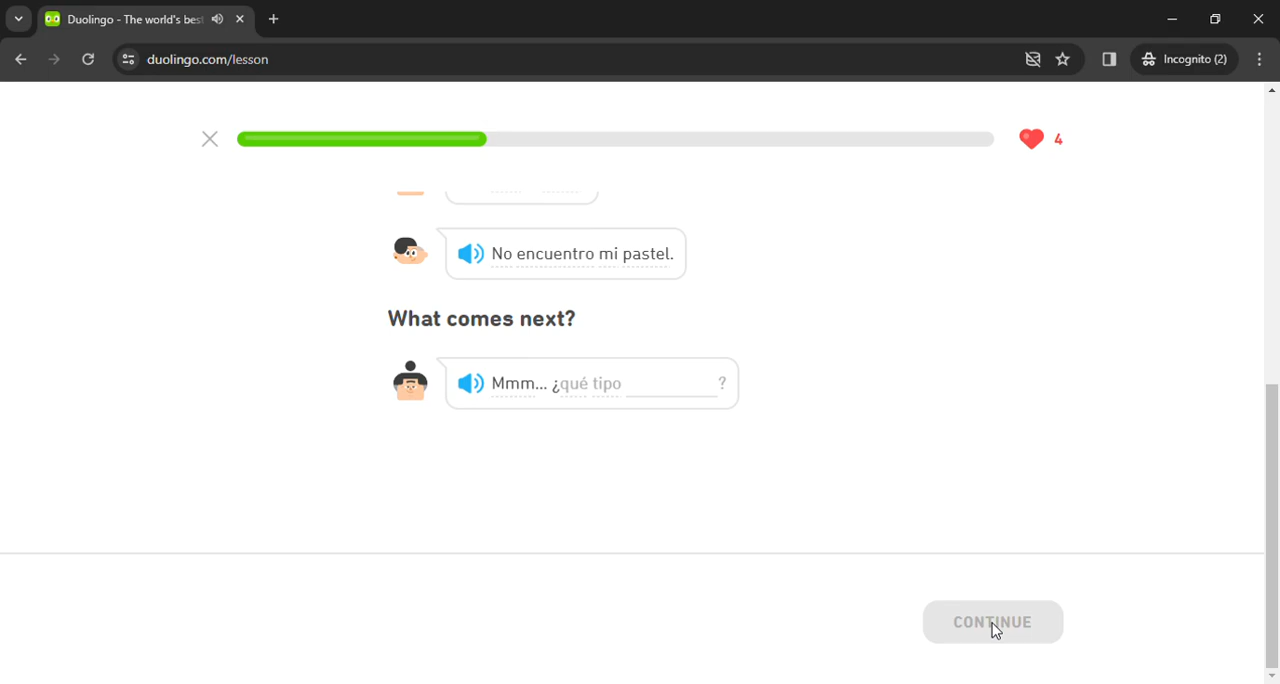 Duolingo - The world's best
duolingo.com/lesson
Incognito (2)
4
No encuentro mi pastel.
What comes next?
Mmm... ¿qué tipo ?
CONTINUE